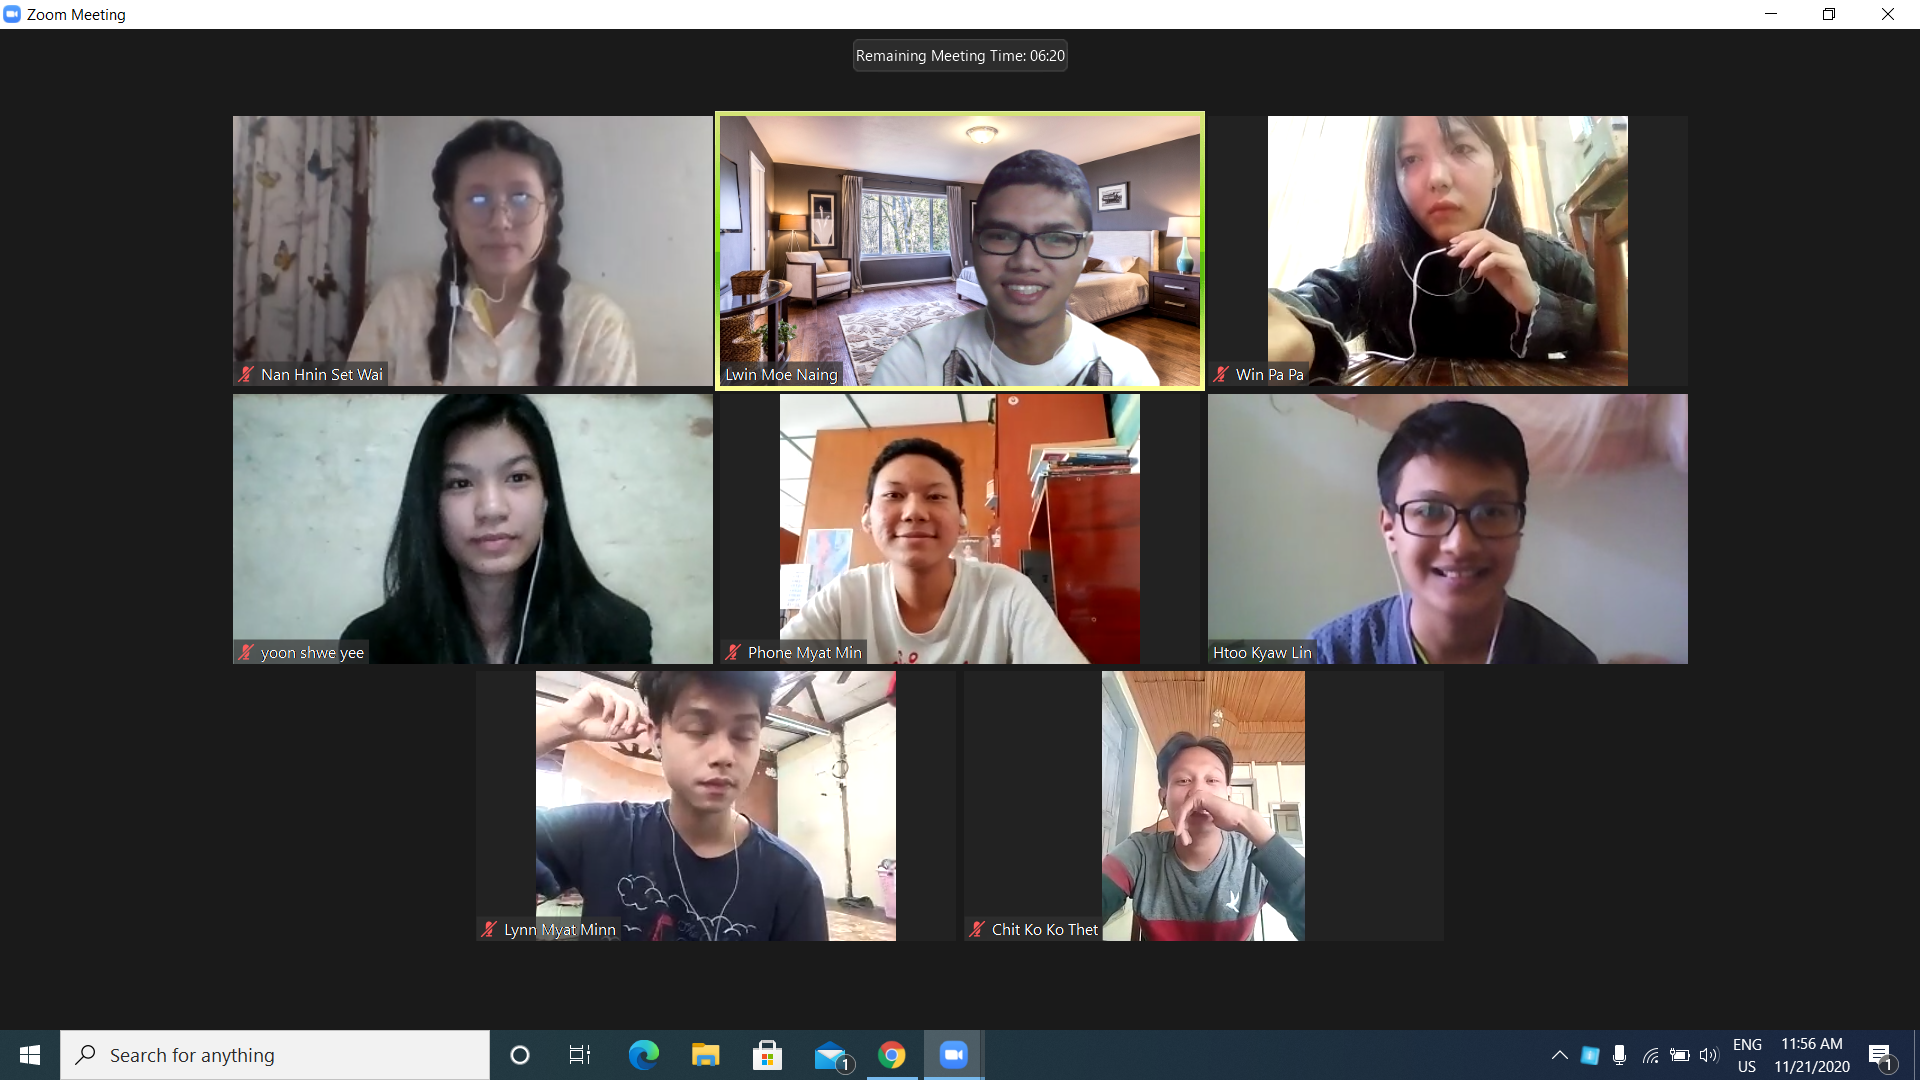 Zoom Meeting
Remaining Meeting Time: 06:20
Nan Hnin Set Wai
Lwin Moe Naing
Win Pa Pa
yoon shwe yee
Phone Myat Min
Htoo Kyaw Lin
Lynn Myat Minn
Chit Ko Ko Thet
Search for anything
1
ENG
US
11:56 AM
11/21/2020
1